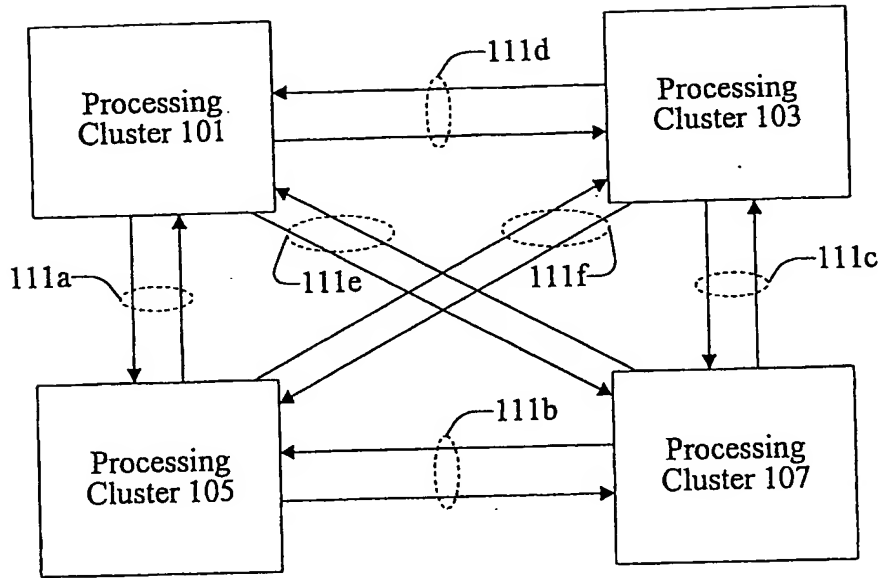 111d
Processing
Cluster 101
Processing
Cluster 103
111a
111e
111f
111c
111b
Processing
Cluster 105
Processing
Cluster 107